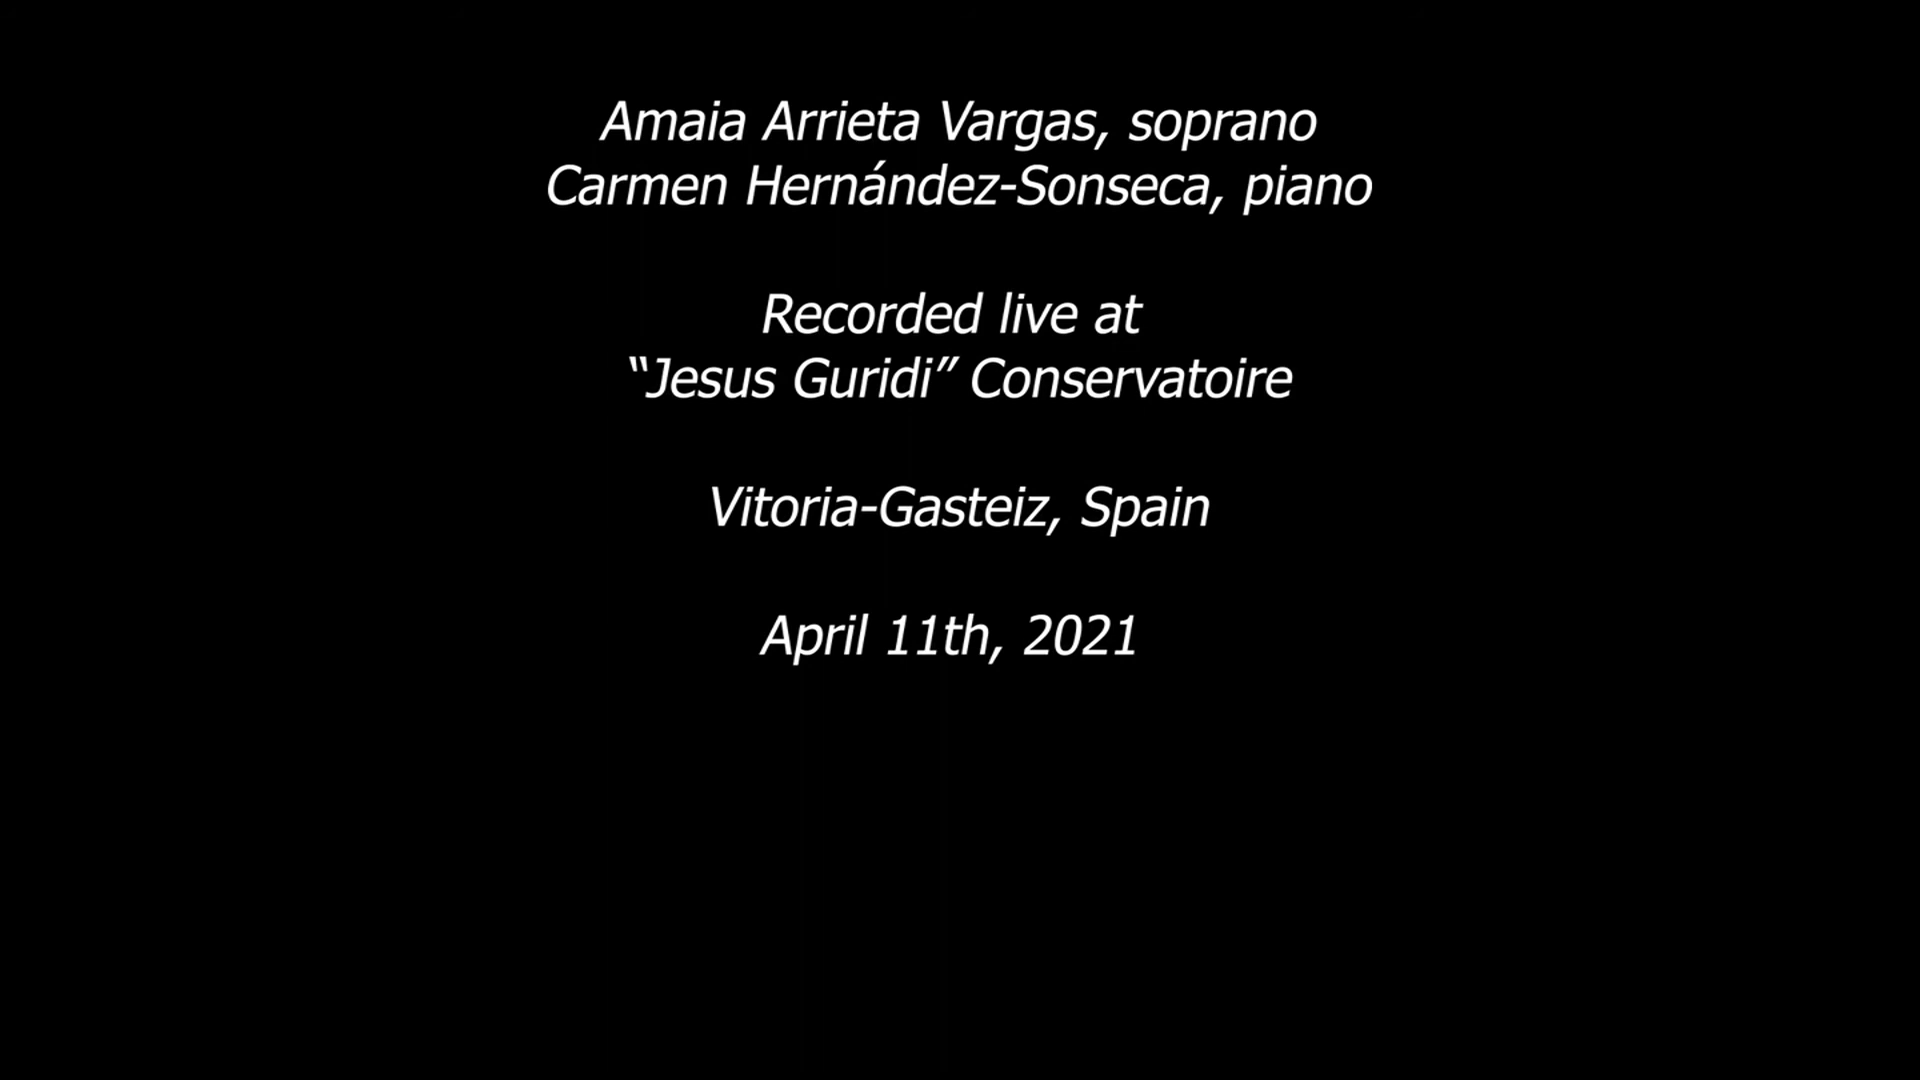 Amaia Arrieta Vargas, soprano
Carmen Hernández-Sonseca, piano
Recorded live at
“Jesus Guridi” Conservatoire
Vitoria-Gasteiz, Spain
April 11th, 2021